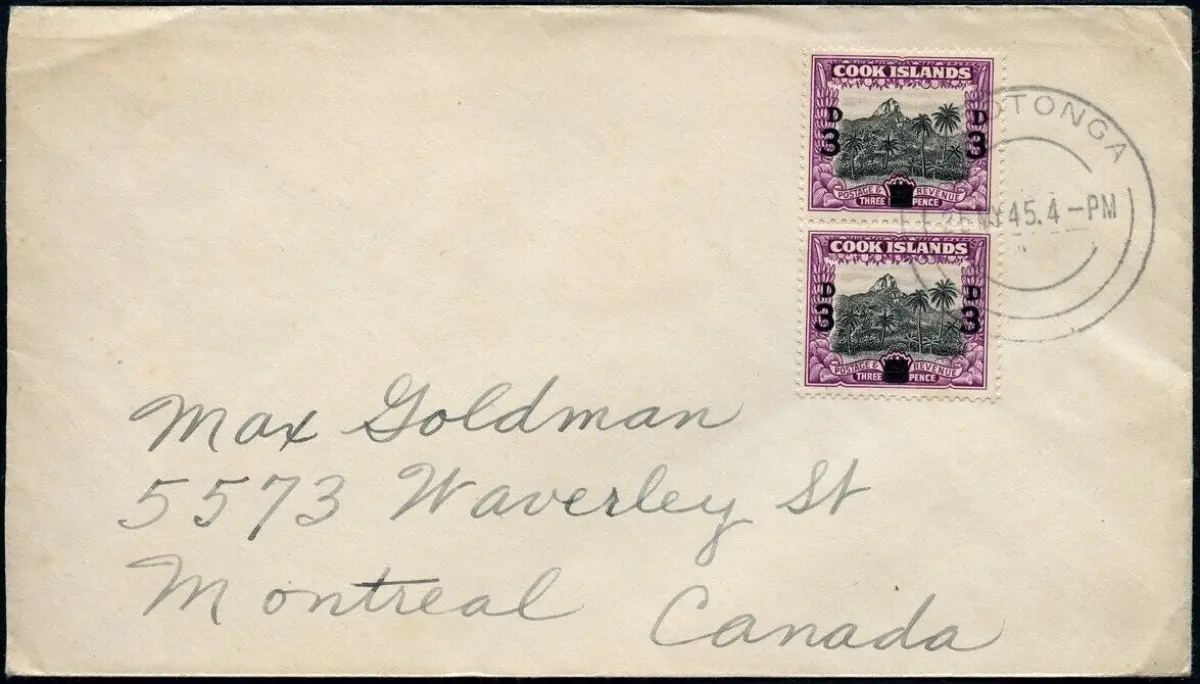 COOK ISLANDS
D 3
D 3
POSTAGE & REVENUE
THREE PENCE
OTONGA
MY 45.4-PM
COOK ISLANDS
D 3
D 3
POSTAGE & REVENUE
THREE PENCE
Max Goldman
5573 Waverley St
Montreal Canada